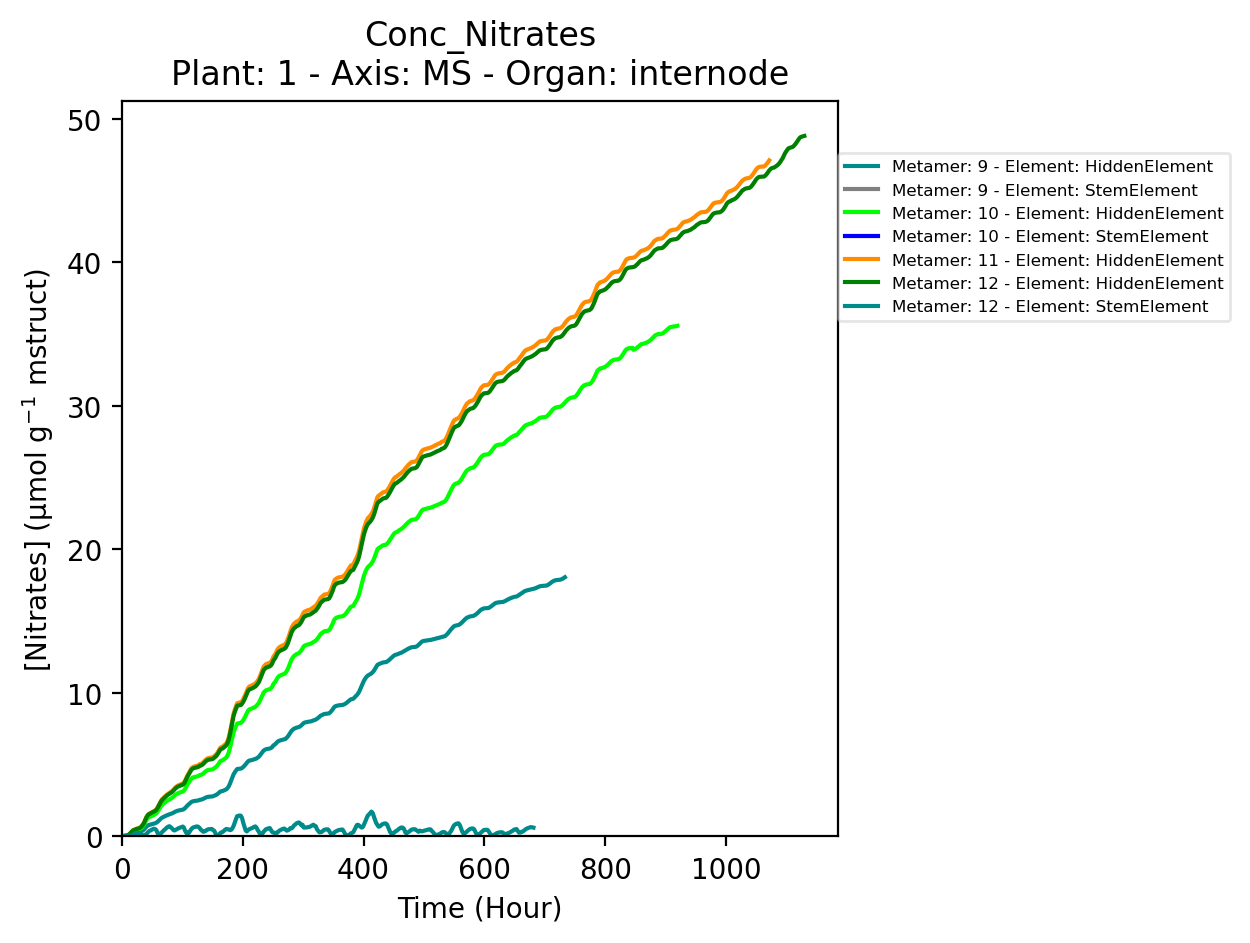 Conc_Nitrates
Plant: 1 - Axis: MS - Organ: internode
50
40
30
20
10
0
[Nitrates] (µmol g⁻¹ mstruct)
0 200 400 600 800 1000
Time (Hour)
Metamer: 9 - Element: HiddenElement
Metamer: 9 - Element: StemElement
Metamer: 10 - Element: HiddenElement
Metamer: 10 - Element: StemElement
Metamer: 11 - Element: HiddenElement
Metamer: 12 - Element: HiddenElement
Metamer: 12 - Element: StemElement